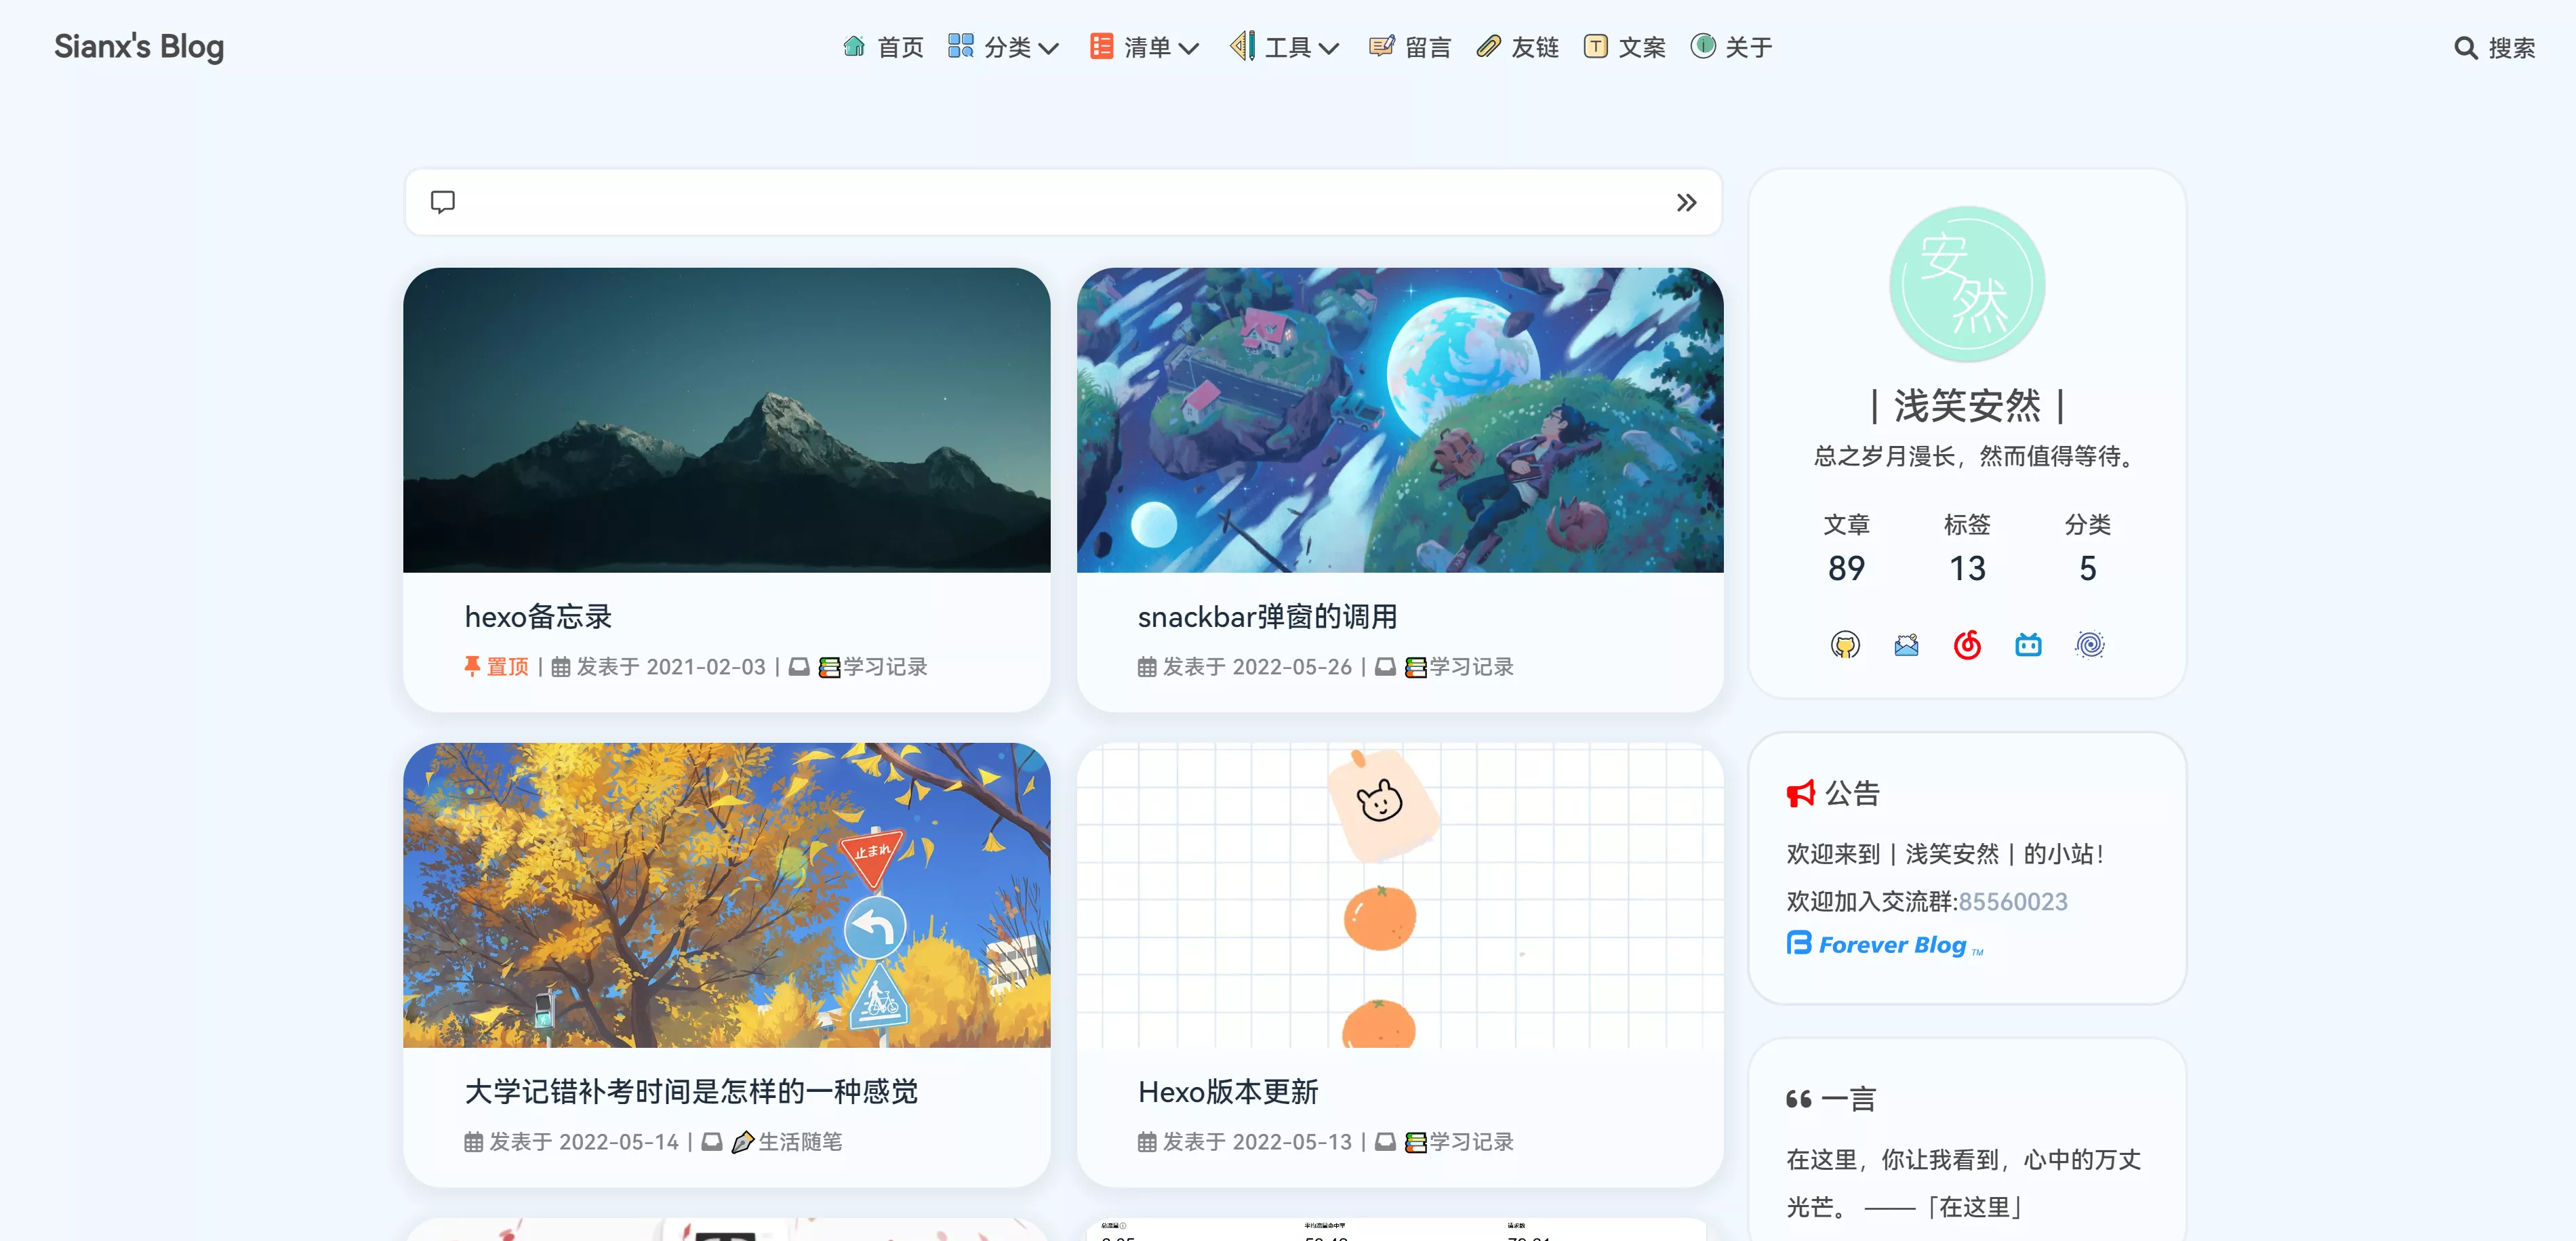 Sianx's Blog
首页 分类 清单 工具 留言 友链 文案 关于
搜索
hexo备忘录
置顶 | 发表于 2021-02-03 | 学习记录
snackbar弹窗的调用
发表于 2022-05-26 | 学习记录
止まれ
大学记错补考时间是怎样的一种感觉
发表于 2022-05-14 | 生活随笔
Hexo版本更新
发表于 2022-05-13 | 学习记录
安然
| 浅笑安然 |
总之岁月漫长，然而值得等待。
文章 标签 分类
89 13 5
公告
欢迎来到 | 浅笑安然 | 的小站！
欢迎加入交流群:85560023
Forever Blog TM
一言
在这里，你让我看到，心中的万丈
光芒。 ——「在这里」